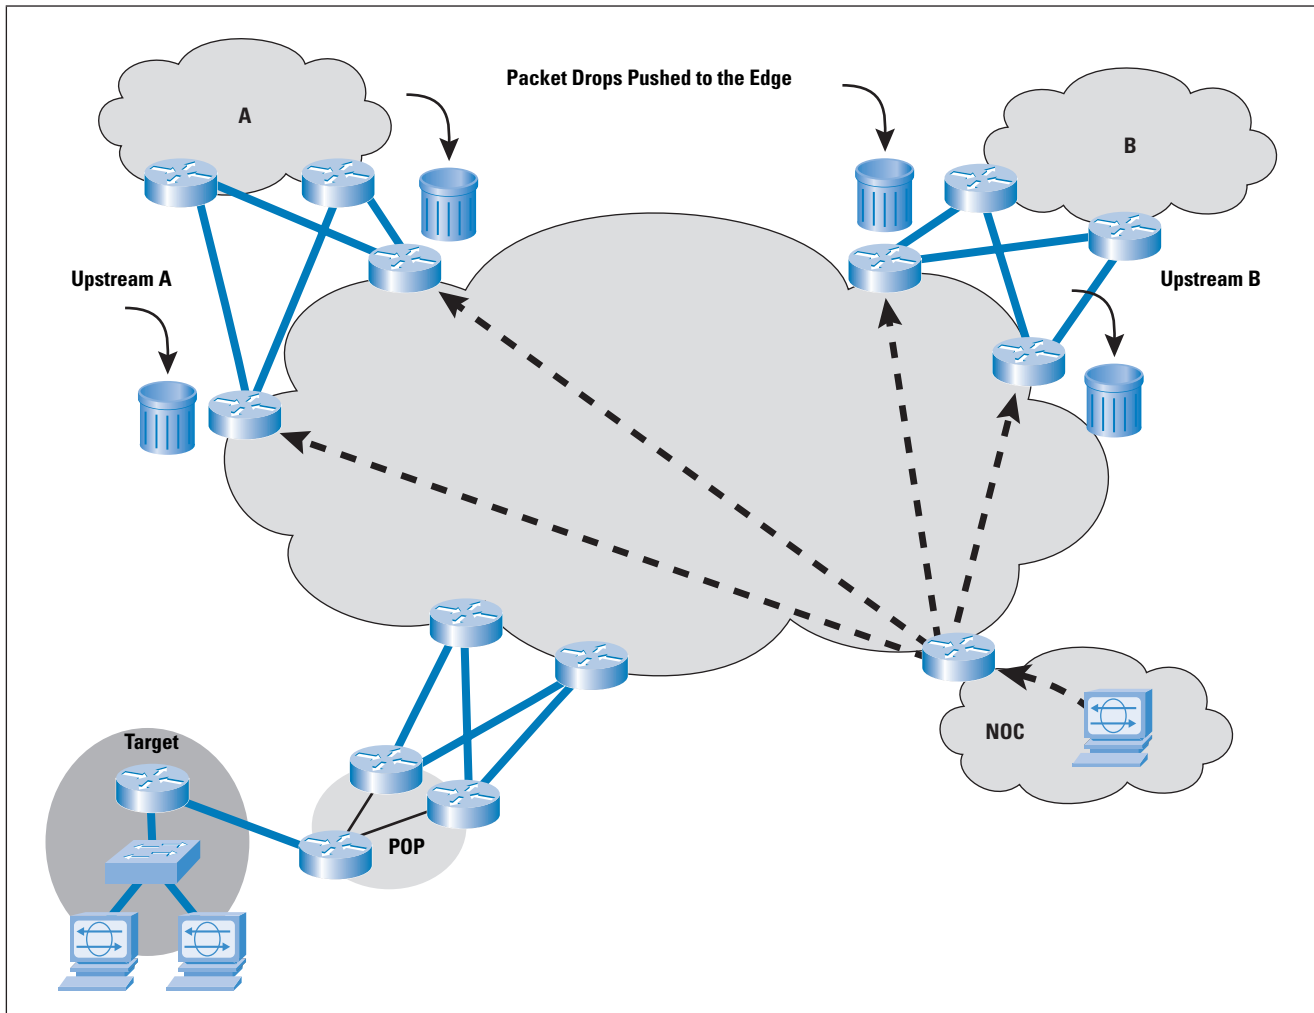 Packet Drops Pushed to the Edge
A
B
Upstream A
Upstream B
Target
NOC
POP